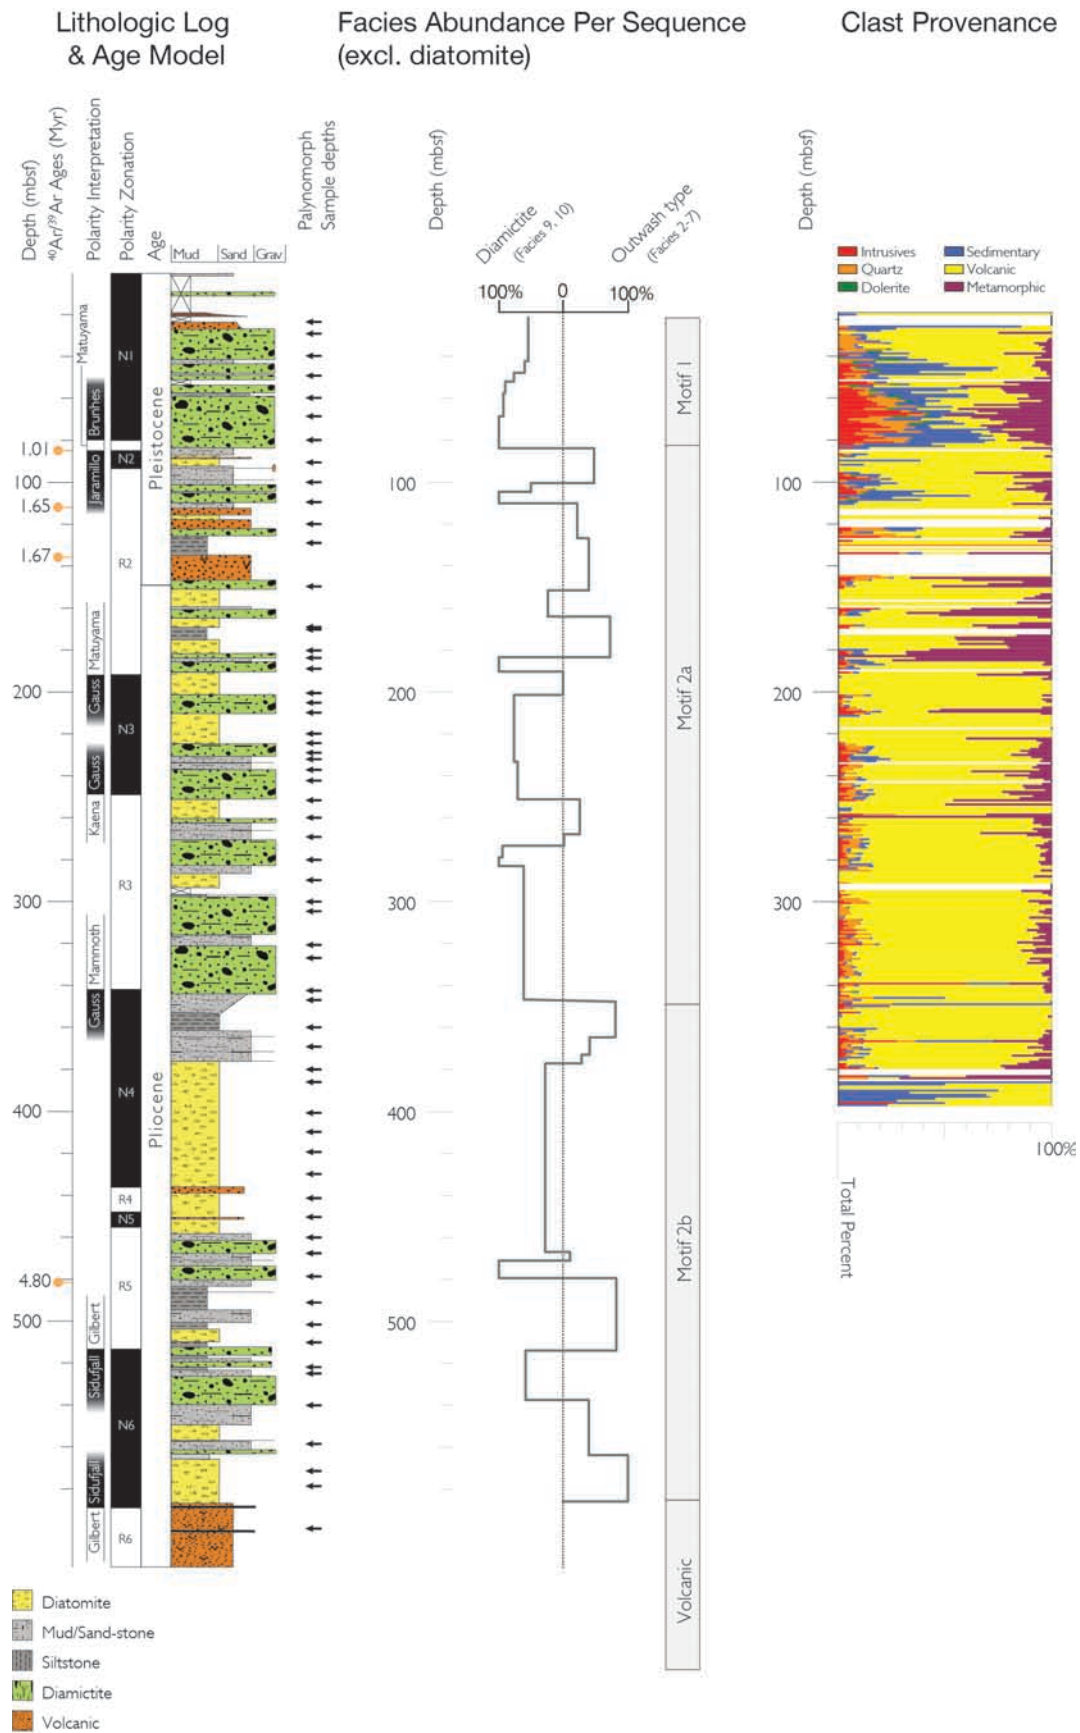 Lithologic Log
& Age Model
Facies Abundance Per Sequence
(excl. diatomite)
Clast Provenance
Depth (mbsf)
40Ar/39Ar Ages (Myr)
Polarity Interpretation
Polarity Zonation
Age
Mud
Sand
Grav
Palynomorph
Sample depths
Depth (mbsf)
Diamictite
(Facies 9, 10)
Outwash type
(Facies 2-7)
100%
0
100%
Depth (mbsf)
Intrusives
Quartz
Dolerite
Sedimentary
Volcanic
Metamorphic
1.01
100
1.65
1.67
200
300
400
4.80
500
Matuyama
Brunhes
Jaramillo
Matuyama
Gauss
Gauss
Kaena
Mammoth
Gauss
Gilbert
Sidufjall
Sidufjall
Gilbert
N1
N2
R2
N3
R3
N4
R4
N5
R5
N6
R6
Pleistocene
Pliocene
100
200
300
400
500
Motif 1
Motif 2a
Motif 2b
Volcanic
100
200
300
100%
Total Percent
Diatomite
Mud/Sand-stone
Siltstone
Diamictite
Volcanic